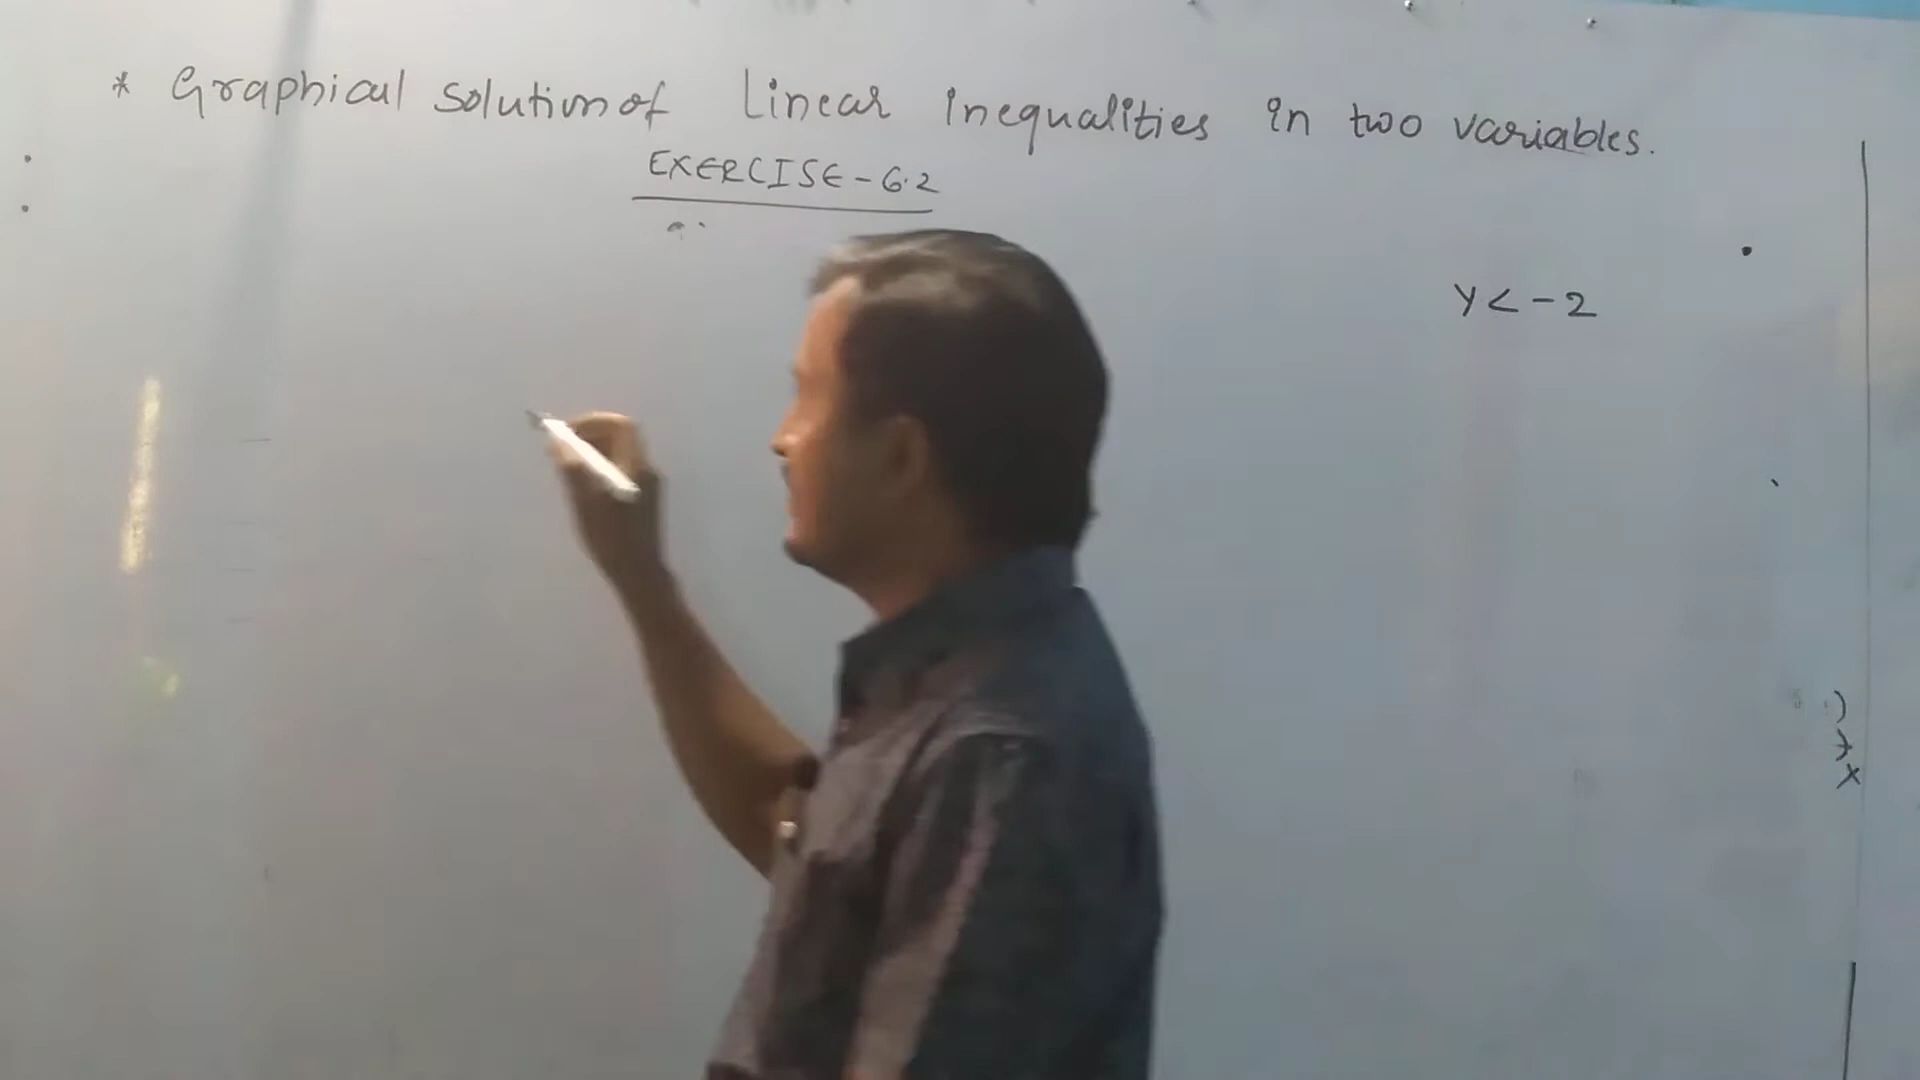 * Graphical solution of Linear Inequalities in two variables.
EXERCISE - 6.2
y < -2